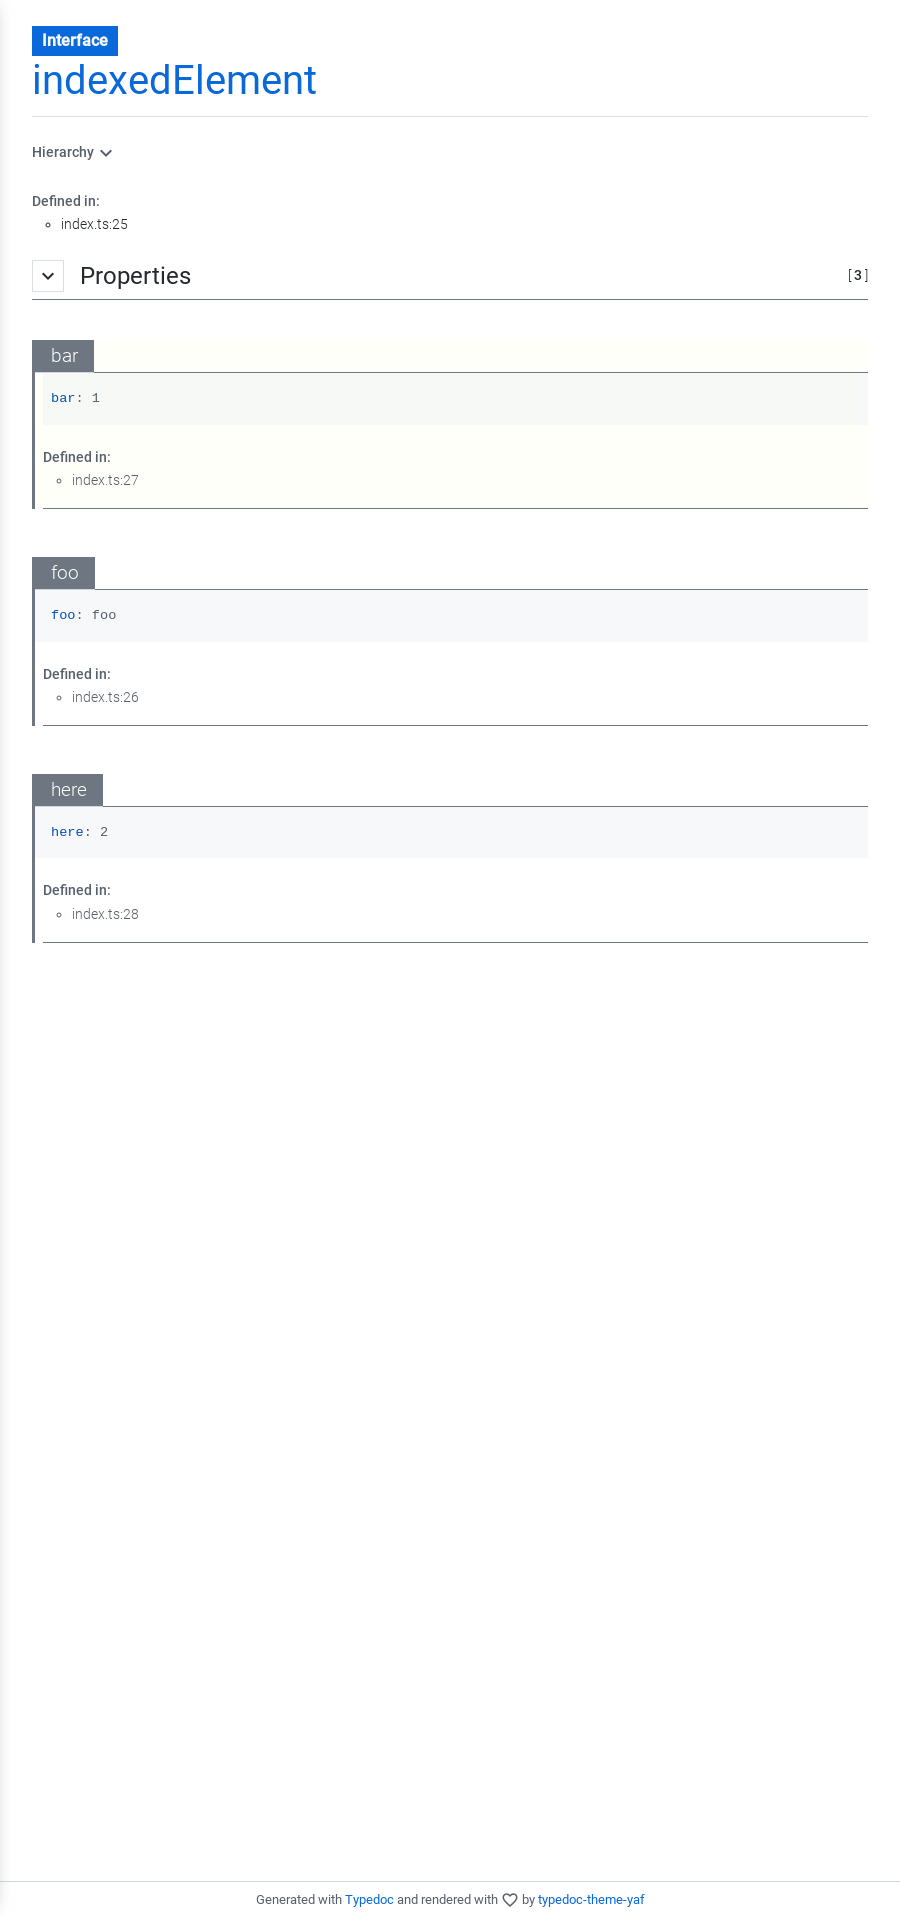 Interface
indexedElement
Hierarchy
Defined in:
index.ts:25
Properties [ 3 ]
bar
bar: 1
Defined in:
index.ts:27
foo
foo: foo
Defined in:
index.ts:26
here
here: 2
Defined in:
index.ts:28
Generated with Typedoc and rendered with by typedoc-theme-yaf